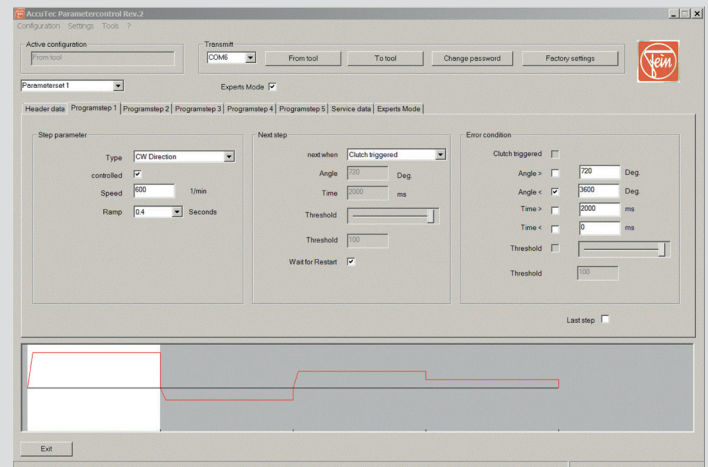 AccuTec Parametercontrol Rev.2
Configuration Settings Tools ?
Active configuration
From tool
Transmitt
COM6
From tool
To tool
Change password
Factory settings
Fein
Parameterset 1
Experts Mode
Header data Programstep 1 Programstep 2 Programstep 3 Programstep 4 Programstep 5 Service data Experts Mode
Step parameter
Type CW Direction
controlled
Speed 600 1/min
Ramp 0.4 Seconds
Next step
next when Clutch triggered
Angle 720 Deg.
Time 2000 ms
Threshold
Threshold 100
Wait for Restart
Error condition
Clutch triggered
Angle > 720 Deg.
Angle < 3600 Deg.
Time > 2000 ms
Time < 0 ms
Threshold
Threshold 100
Last step
Exit